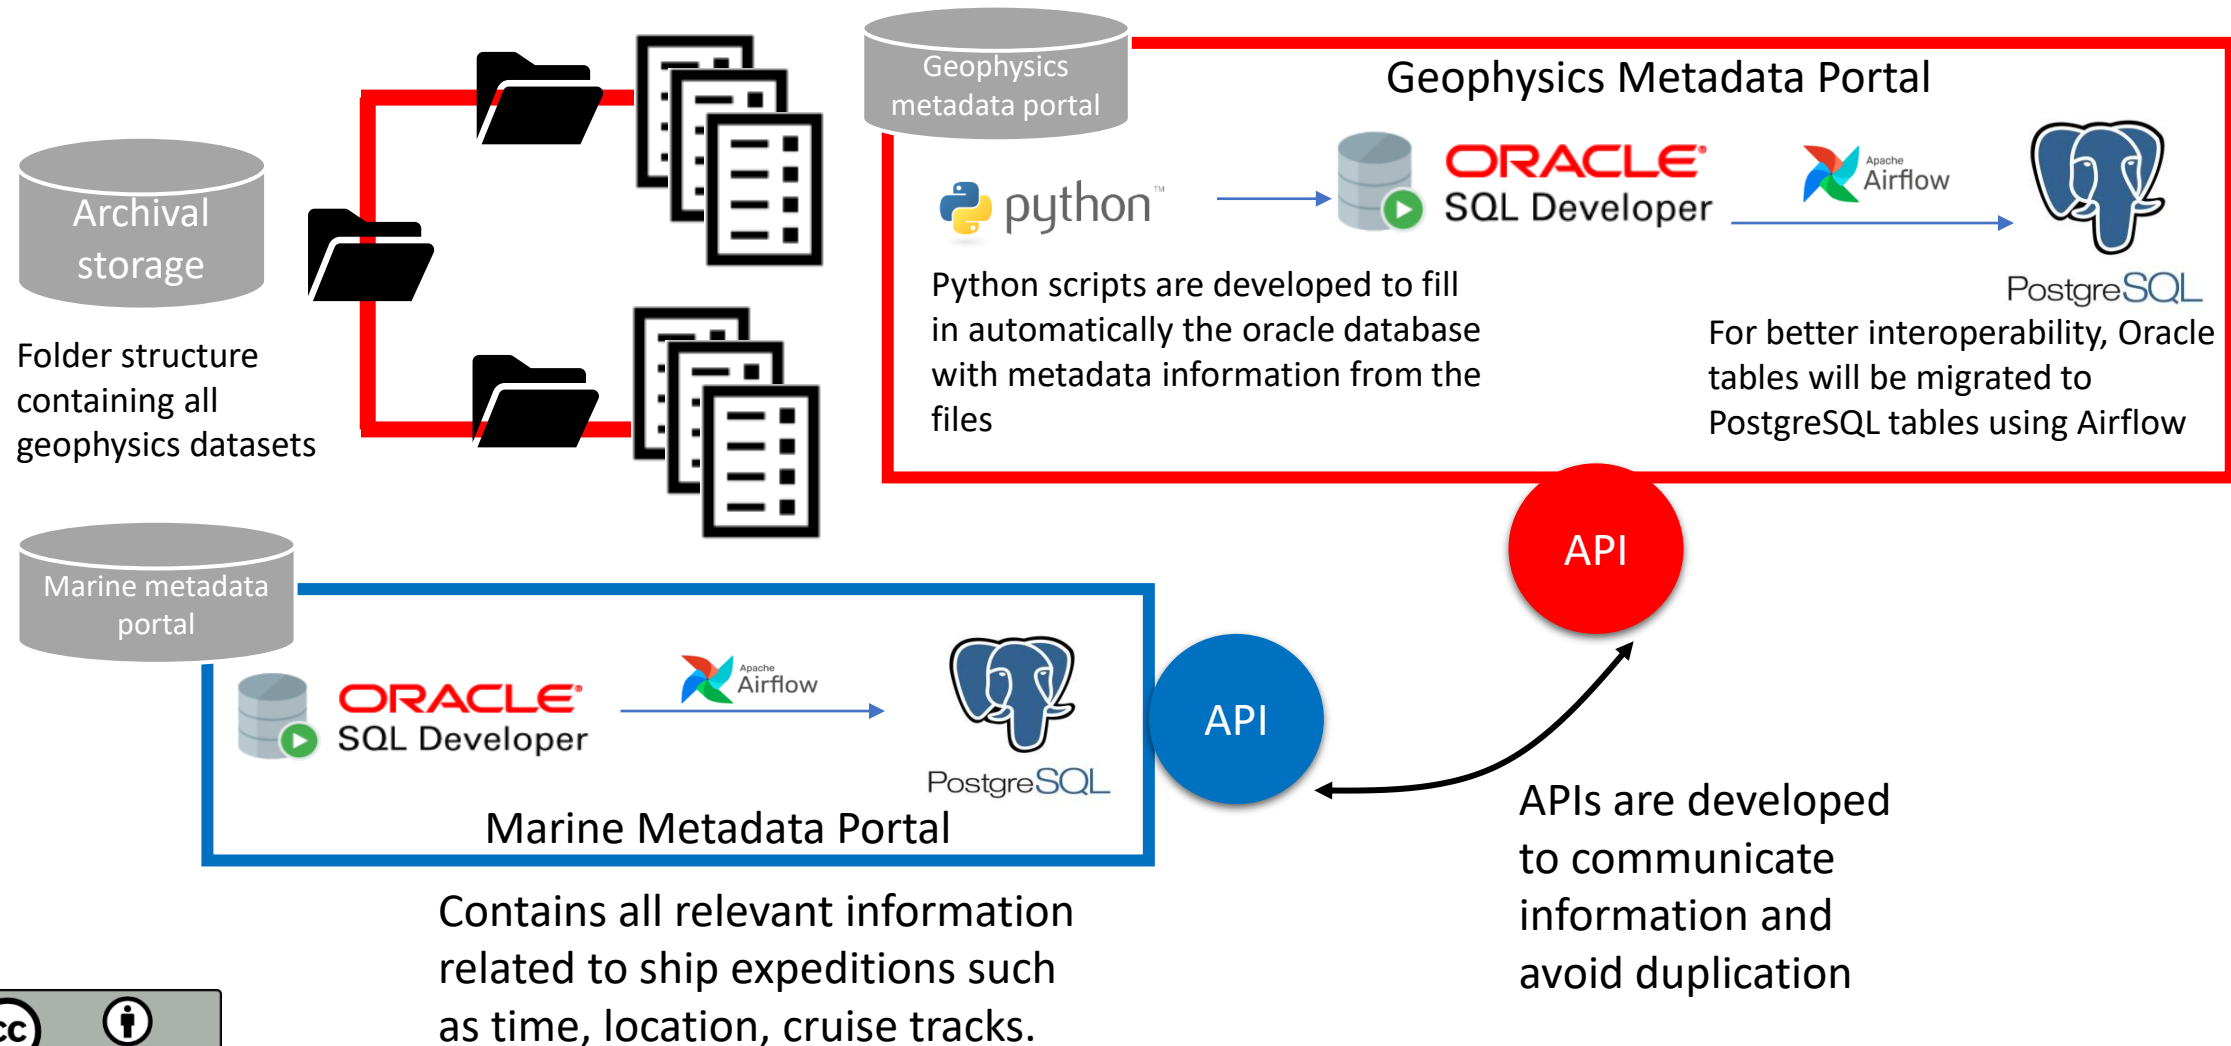 Archival
storage
Folder structure
containing all
geophysics datasets
Geophysics
metadata portal
Geophysics Metadata Portal
python™
ORACLE®
SQL Developer
Apache
Airflow
PostgreSQL
Python scripts are developed to fill
in automatically the oracle database
with metadata information from the
files
For better interoperability, Oracle
tables will be migrated to
PostgreSQL tables using Airflow
API
Marine metadata
portal
ORACLE®
SQL Developer
Apache
Airflow
PostgreSQL
Marine Metadata Portal
API
Contains all relevant information
related to ship expeditions such
as time, location, cruise tracks.
APIs are developed
to communicate
information and
avoid duplication
cc